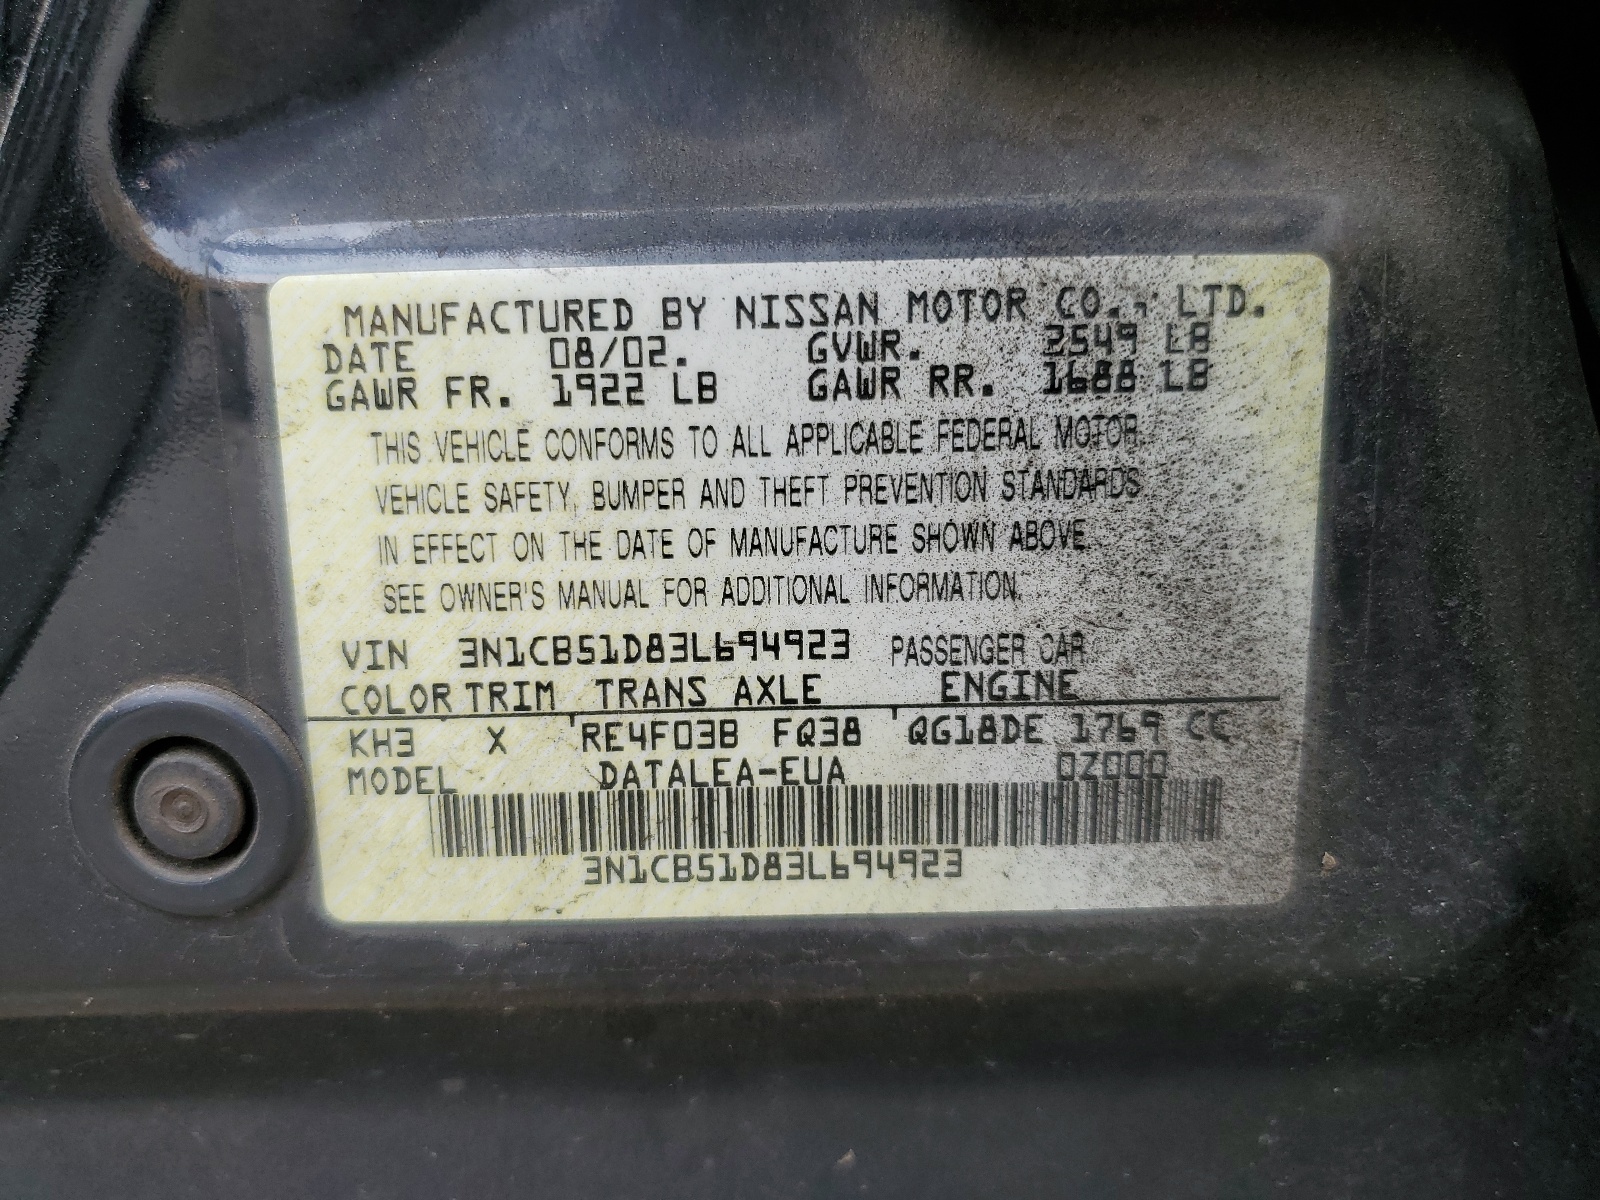 MANUFACTURED BY NISSAN MOTOR CO., LTD.
DATE 08/02. GVWR. 3549 LB
GAWR FR. 1922 LB GAWR RR. 1688 LB
THIS VEHICLE CONFORMS TO ALL APPLICABLE FEDERAL MOTOR
VEHICLE SAFETY, BUMPER AND THEFT PREVENTION STANDARDS
IN EFFECT ON THE DATE OF MANUFACTURE SHOWN ABOVE.
SEE OWNER'S MANUAL FOR ADDITIONAL INFORMATION.
VIN 3N1CB51D83L694923 PASSENGER CAR
COLOR TRIM TRANS AXLE ENGINE
KH3 X RE4F03B FQ38 QG18DE 1769 CC
MODEL DATALEA-EUA 0Z000
3N1CB51D83L694923